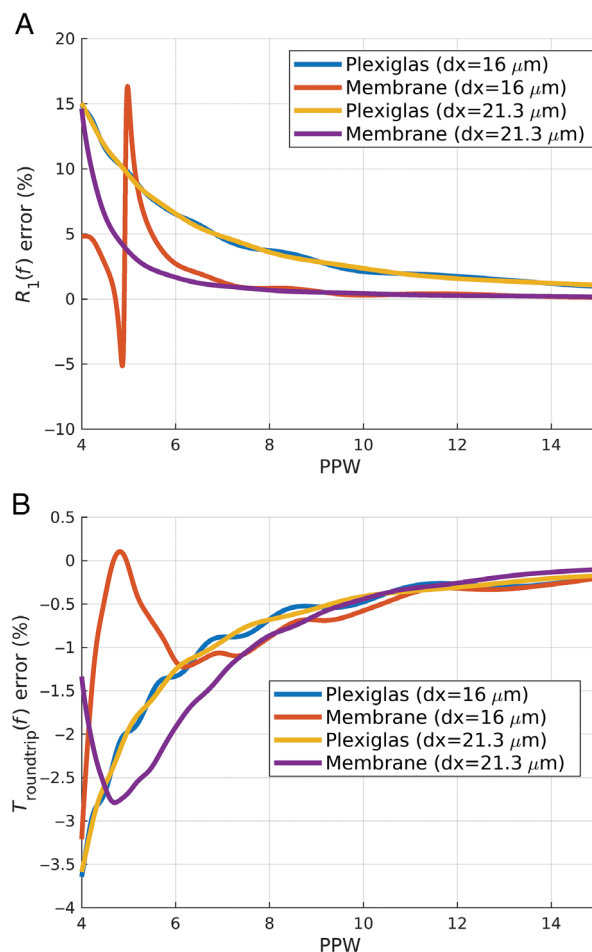 A
20
15
10
5
0
−5
−10
R1(f) error (%)
4
6
8
10
12
14
PPW
Plexiglas (dx=16 μm)
Membrane (dx=16 μm)
Plexiglas (dx=21.3 μm)
Membrane (dx=21.3 μm)
B
0.5
0
−0.5
−1
−1.5
−2
−2.5
−3
−3.5
−4
Troundtrip(f) error (%)
4
6
8
10
12
14
PPW
Plexiglas (dx=16 μm)
Membrane (dx=16 μm)
Plexiglas (dx=21.3 μm)
Membrane (dx=21.3 μm)